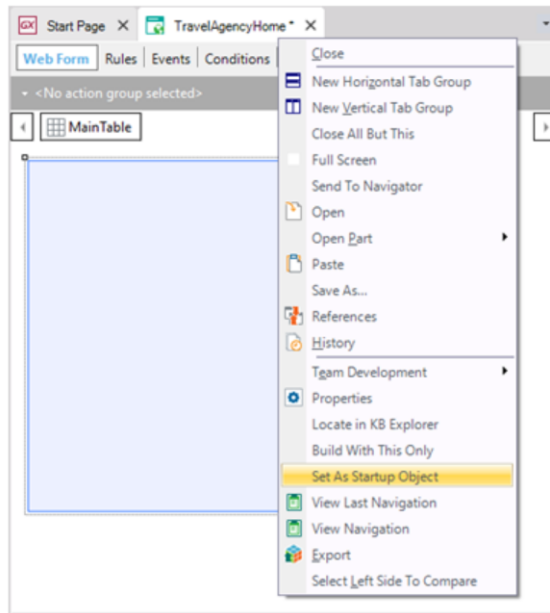 GX Start Page TravelAgencyHome *
Web Form Rules Events Conditions
<No action group selected>
MainTable
Close
New Horizontal Tab Group
New Vertical Tab Group
Close All But This
Full Screen
Send To Navigator
Open
Open Part
Paste
Save As...
References
History
Team Development
Properties
Locate in KB Explorer
Build With This Only
Set As Startup Object
View Last Navigation
View Navigation
Export
Select Left Side To Compare